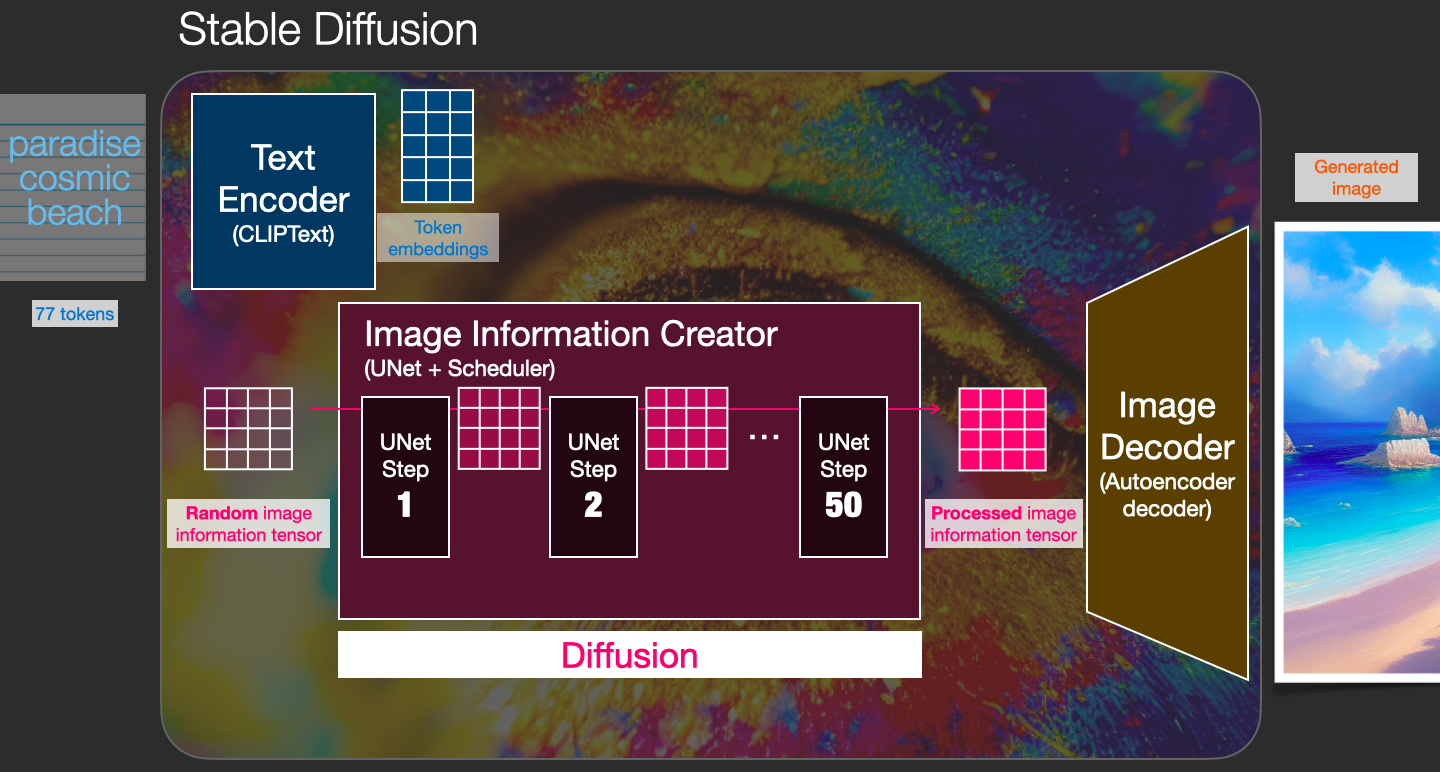 Stable Diffusion
paradise
cosmic
beach
77 tokens
Text
Encoder
(CLIPText)
Token
embeddings
Image Information Creator
(UNet + Scheduler)
UNet
Step
1
UNet
Step
2
...
UNet
Step
50
Random image
information tensor
Processed image
information tensor
Diffusion
Image
Decoder
(Autoencoder
decoder)
Generated
image